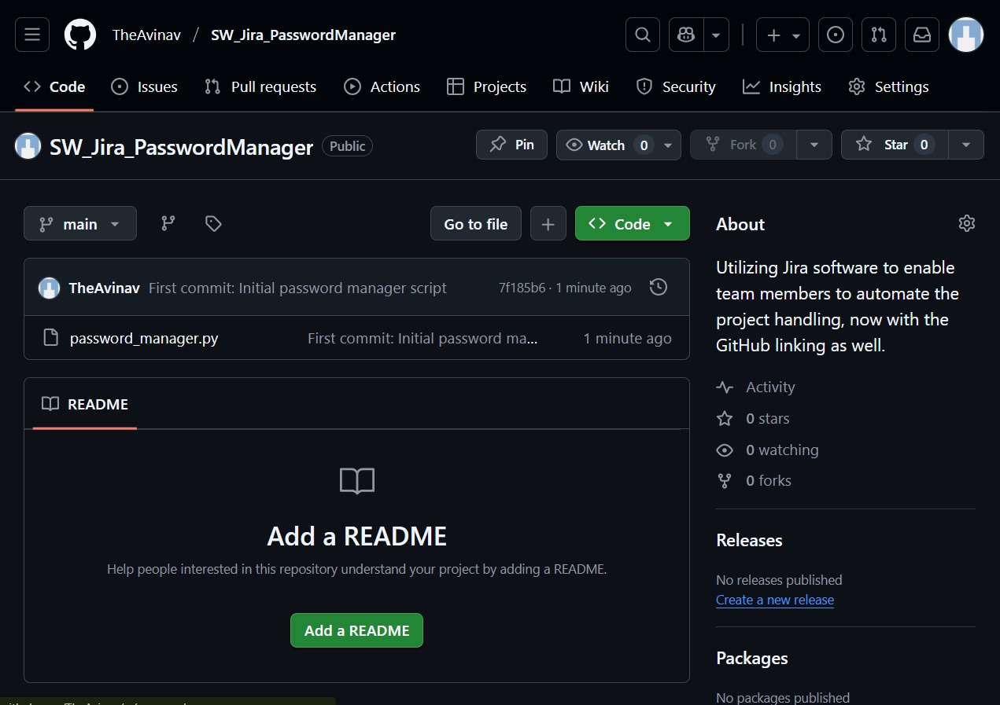 TheAvinav / SW_Jira_PasswordManager
Code Issues Pull requests Actions Projects Wiki Security Insights Settings
SW_Jira_PasswordManager Public Pin Watch 0 Fork 0 Star 0
main Go to file Code
TheAvinav First commit: Initial password manager script 7f185b6 · 1 minute ago
password_manager.py First commit: Initial password ma... 1 minute ago
README
Add a README
Help people interested in this repository understand your project by adding a README.
Add a README
About
Utilizing Jira software to enable
team members to automate the
project handling, now with the
GitHub linking as well.
Activity
0 stars
0 watching
0 forks
Releases
No releases published
Create a new release
Packages
No packages published